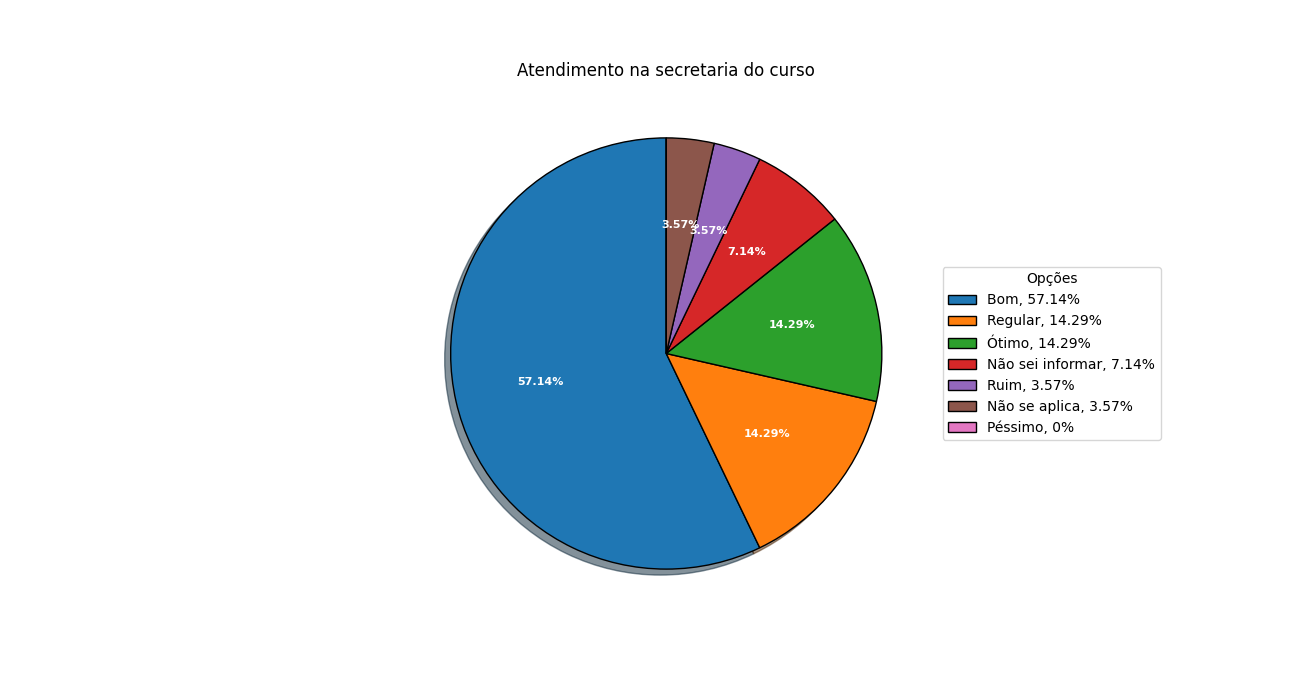 Atendimento na secretaria do curso
3.57%
3.57%
7.14%
14.29%
57.14%
14.29%
Opções
Bom, 57.14%
Regular, 14.29%
Ótimo, 14.29%
Não sei informar, 7.14%
Ruim, 3.57%
Não se aplica, 3.57%
Péssimo, 0%